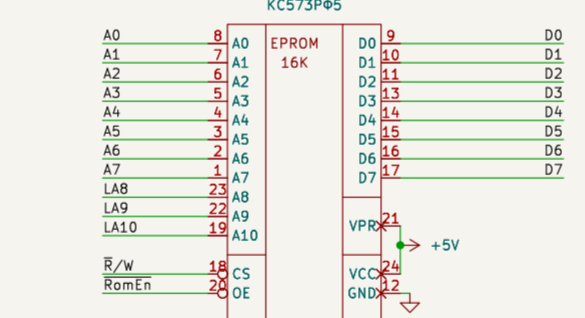 КС573РФ5
A0 8 A0 EPROM D0 9 D0
A1 7 A1 16K D1 10 D1
A2 6 A2 D2 11 D2
A3 5 A3 D3 13 D3
A4 4 A4 D4 14 D4
A5 3 A5 D5 15 D5
A6 2 A6 D6 16 D6
A7 1 A7 D7 17 D7
LA8 23 A8
LA9 22 A9 VPR 21
LA10 19 A10 +5V
R̅/W 18 CS VCC 24
R̅o̅m̅E̅n̅ 20 OE GND 12